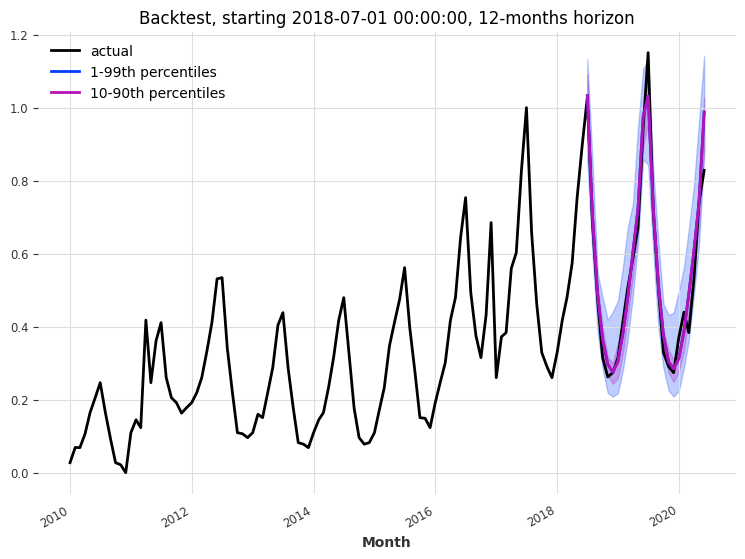 Backtest, starting 2018-07-01 00:00:00, 12-months horizon
actual
1-99th percentiles
10-90th percentiles
1.2
1.0
0.8
0.6
0.4
0.2
0.0
2010
2012
2014
2016
2018
2020
Month